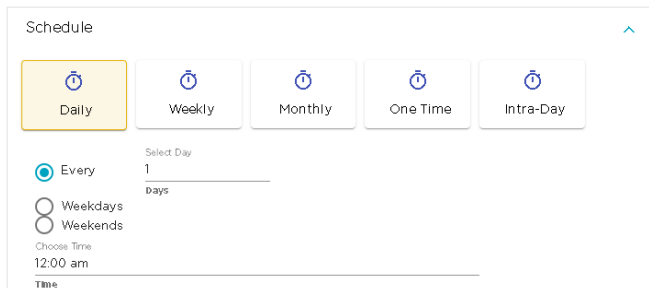 Schedule
Daily
Weekly
Monthly
One Time
Intra-Day
Every
Select Day
1
Days
Weekdays
Weekends
Choose Time
12:00 am
Time